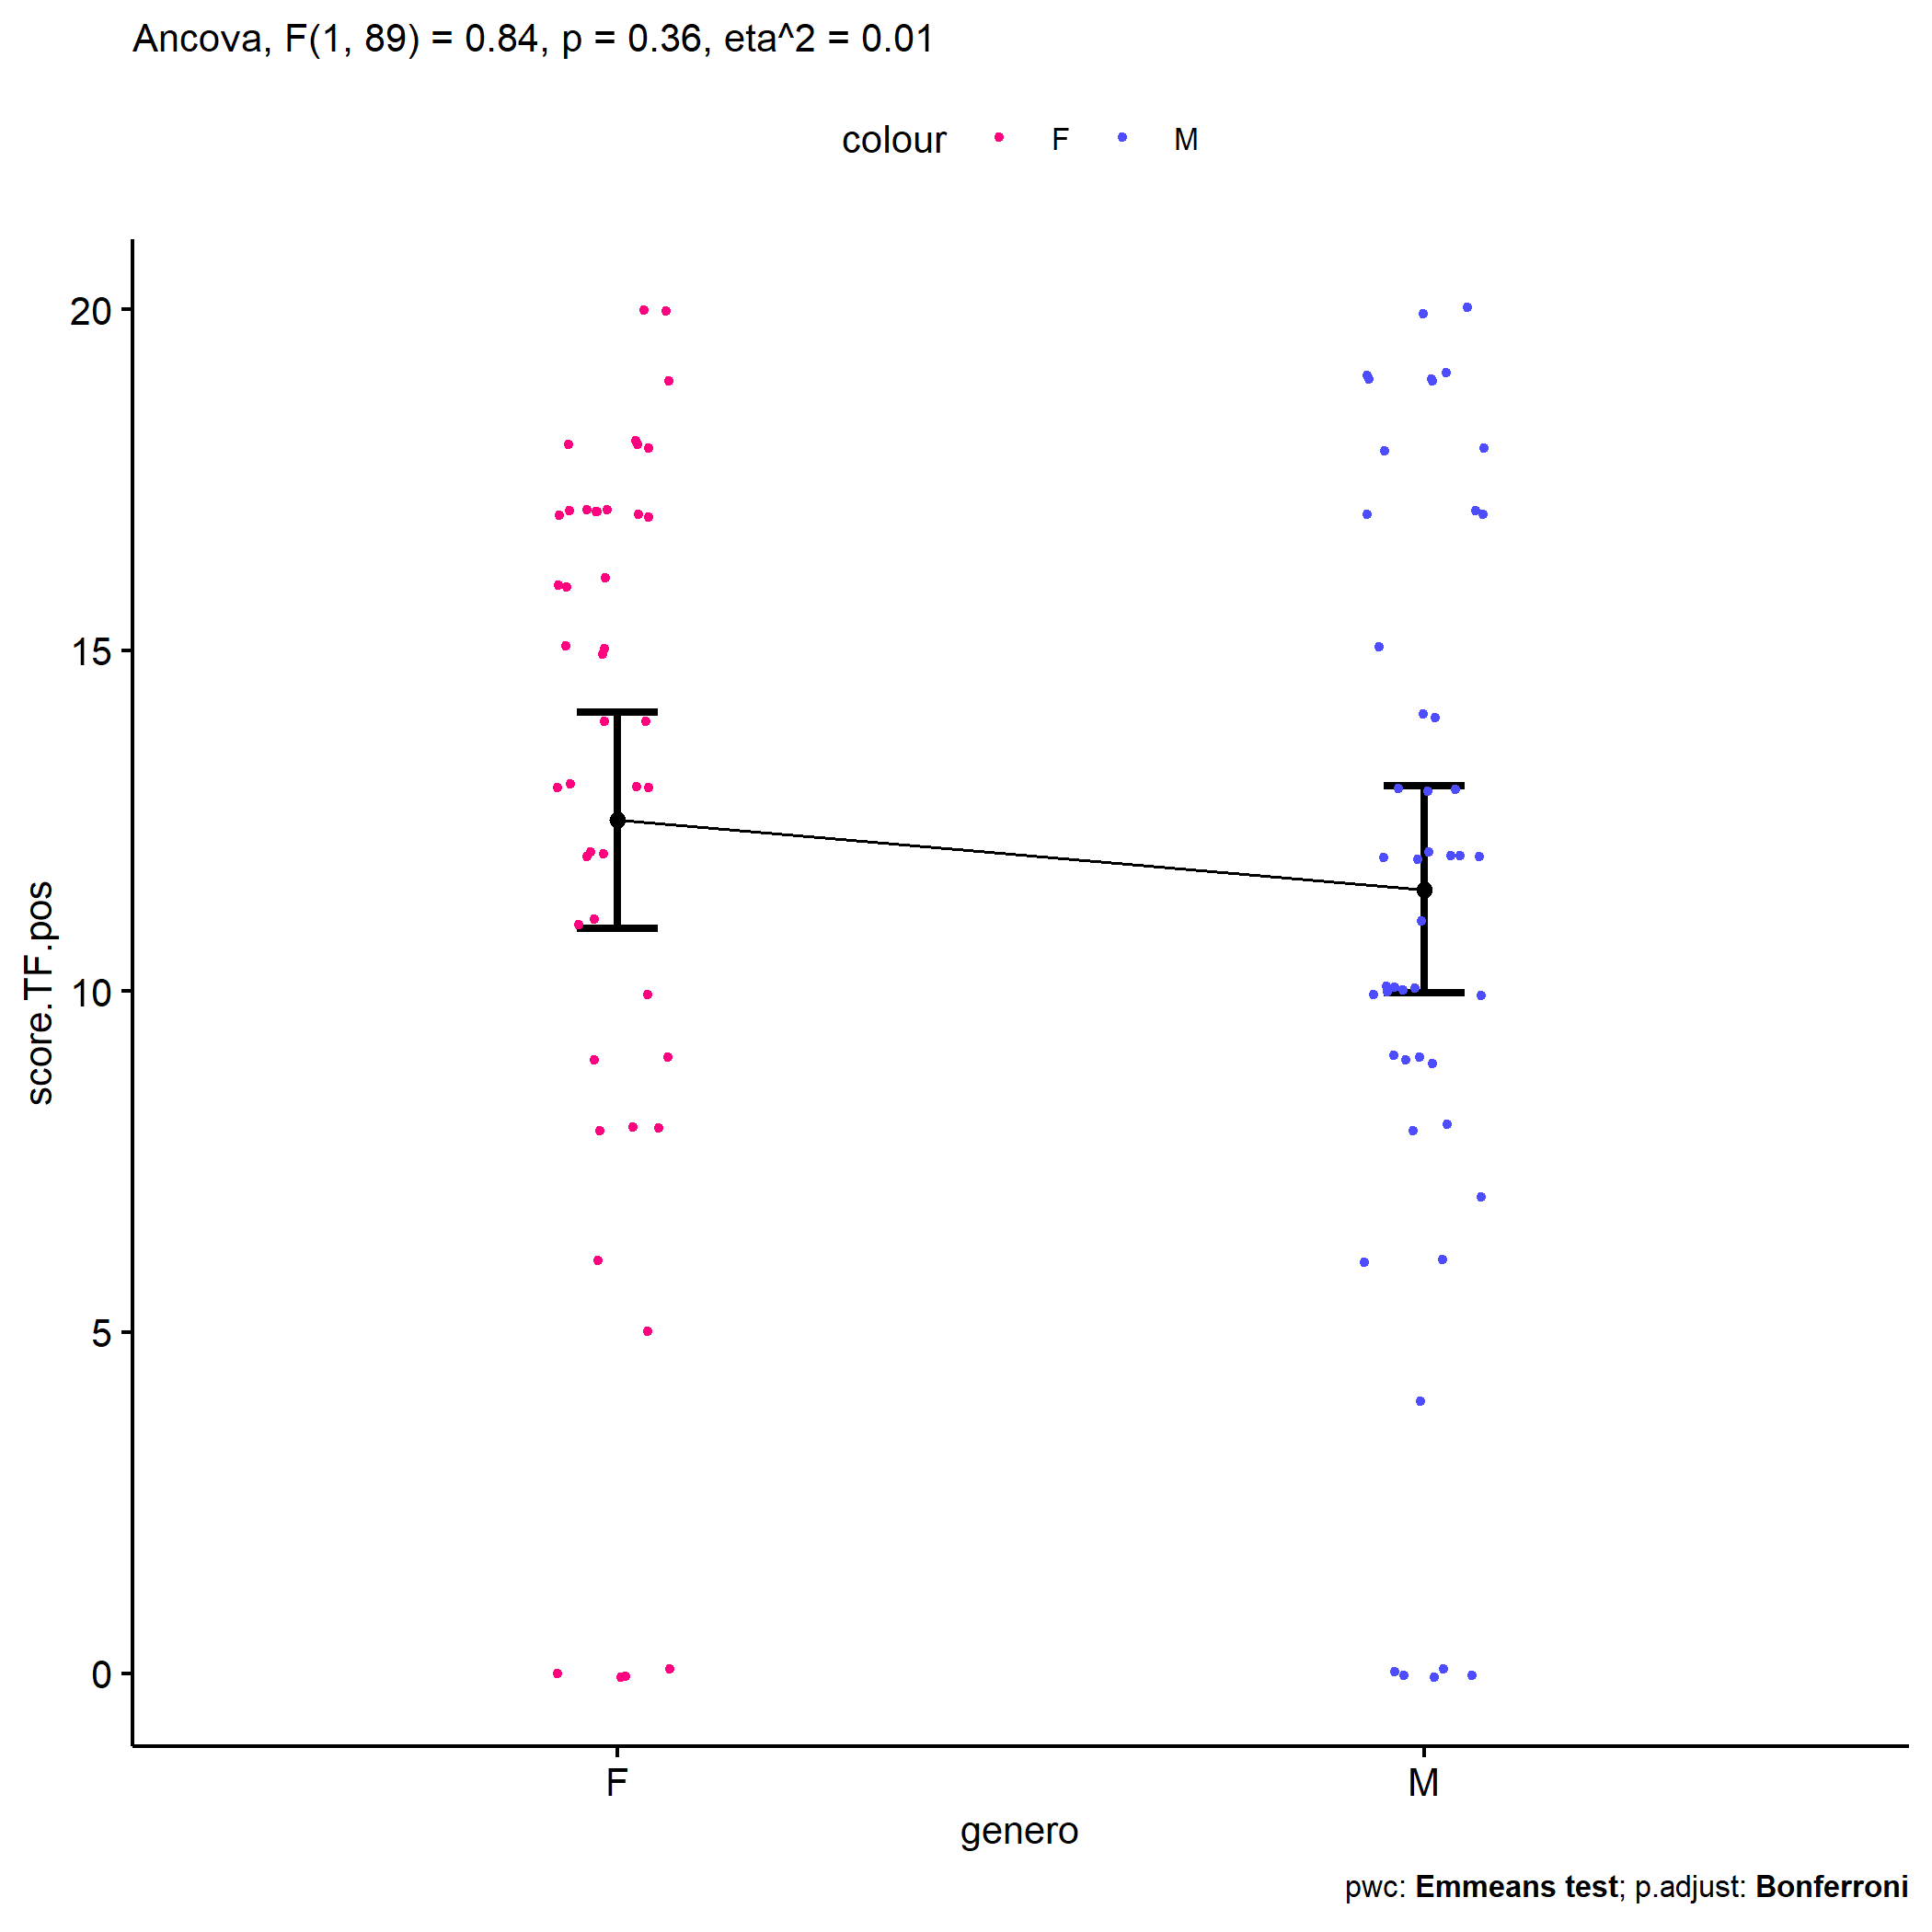 Ancova, F(1, 89) = 0.84, p = 0.36, eta^2 = 0.01
colour F M
20
15
10
5
0
score.TF.pos
F M
genero
pwc: Emmeans test; p.adjust: Bonferroni